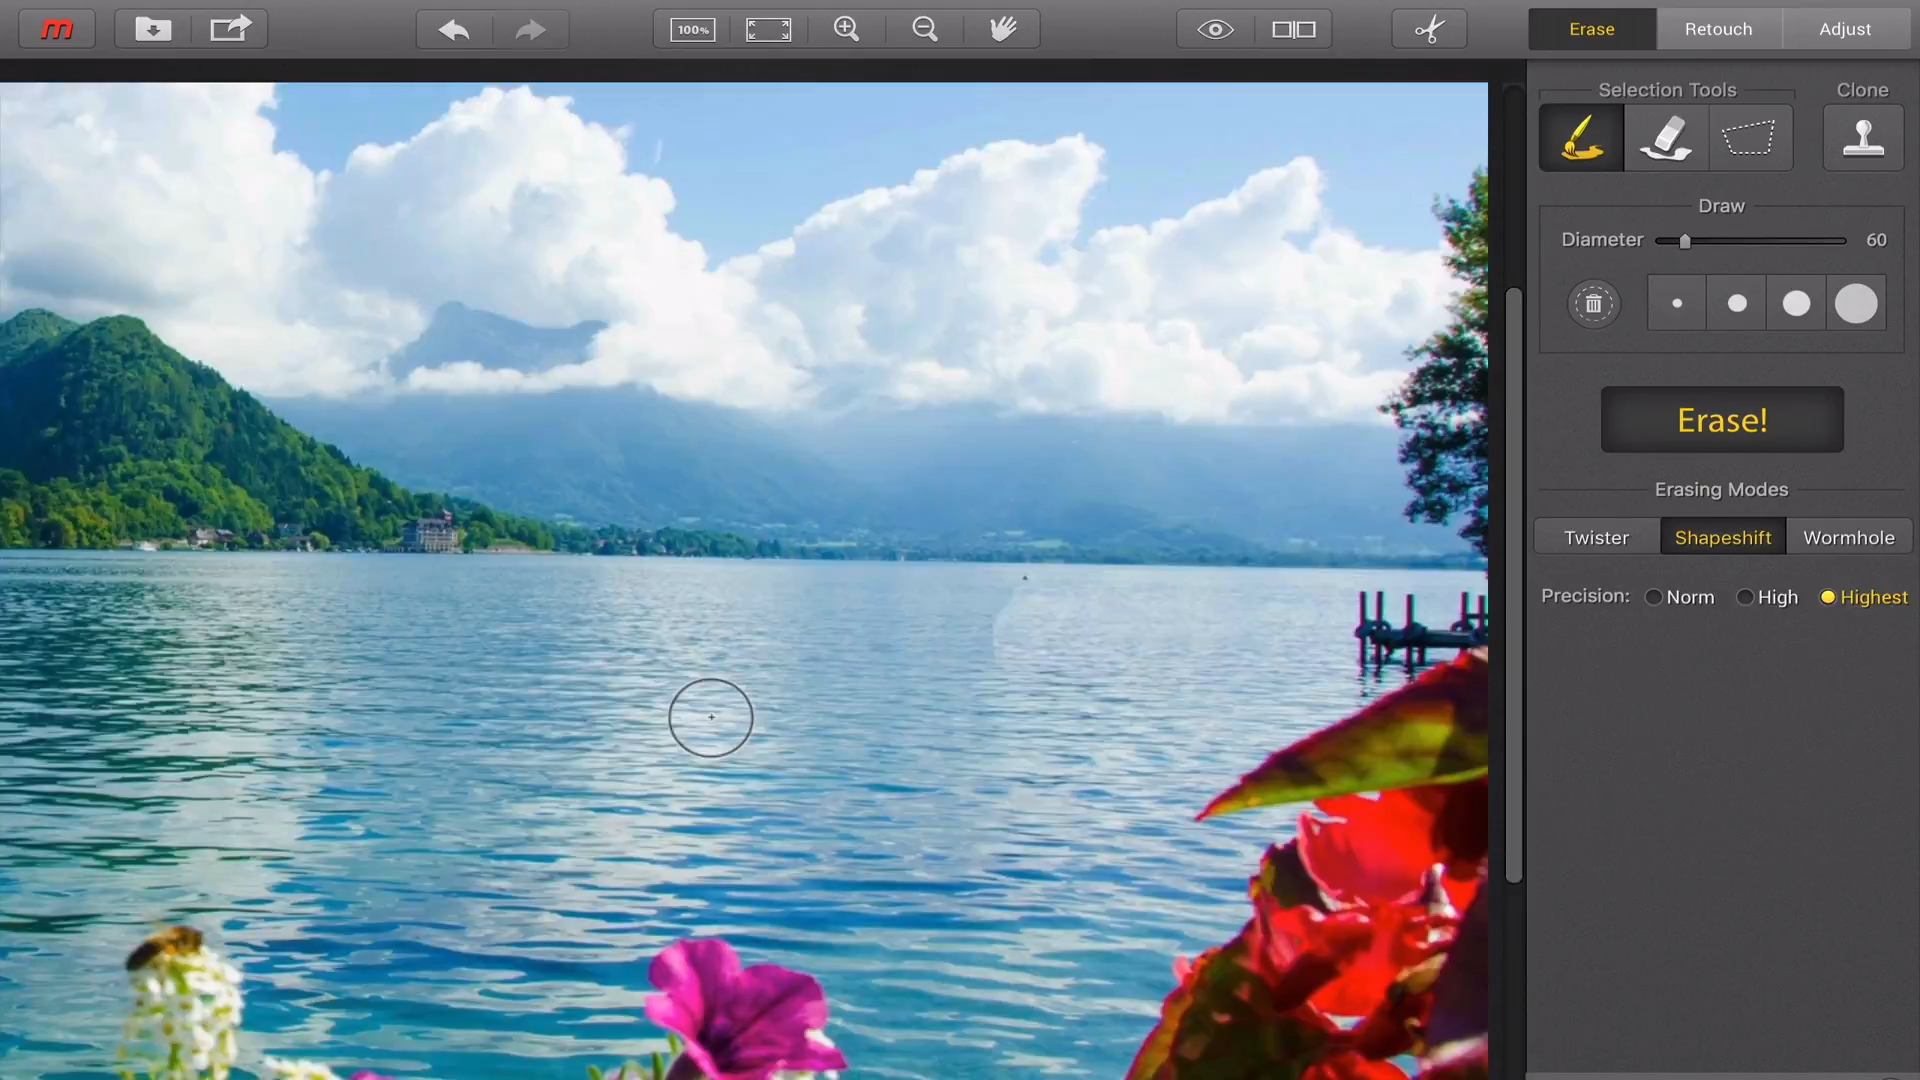 m
100%
Erase Retouch Adjust
Selection Tools Clone
Draw
Diameter 60
Erase!
Erasing Modes
Twister Shapeshift Wormhole
Precision: Norm High Highest